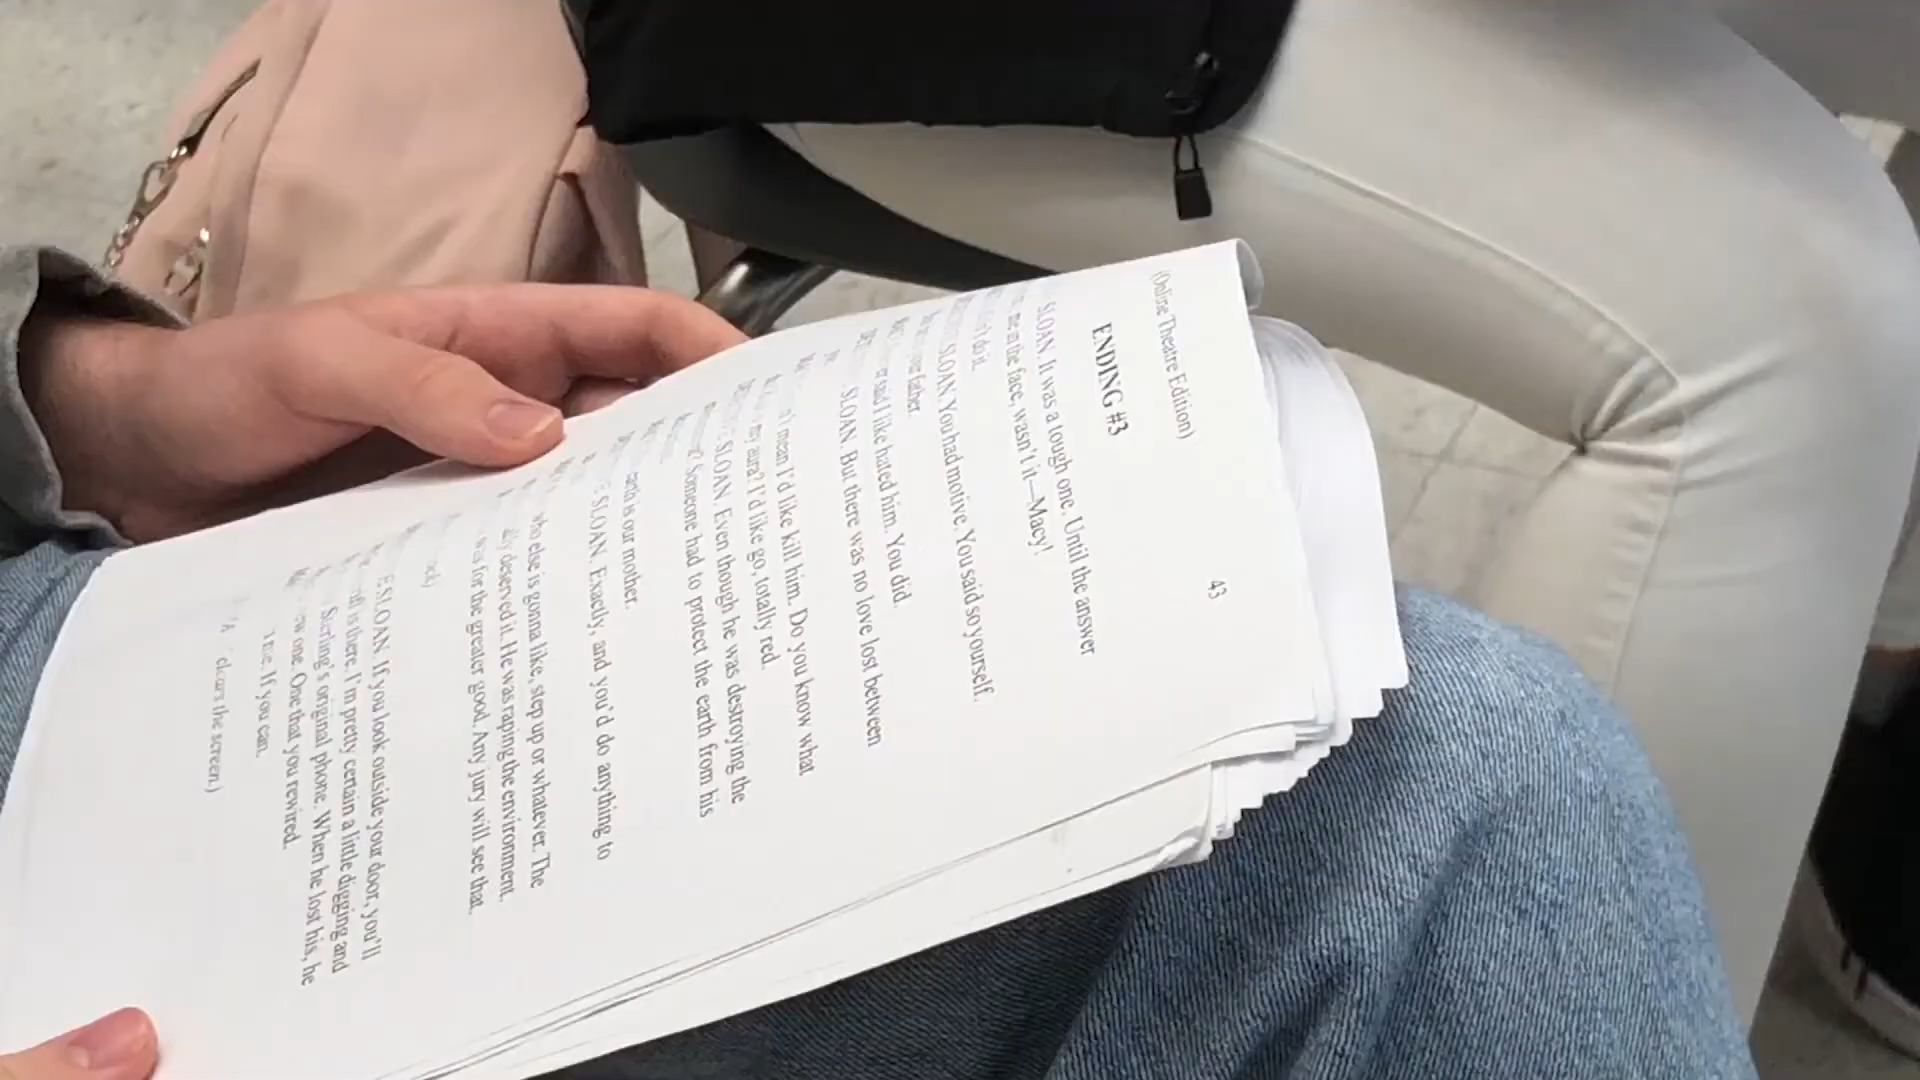 (Online Theatre Edition)
43
ENDING #3
SLOAN. It was a tough one. Until the answer
me in the face, wasn't it—Macy!
do it.
SLOAN. You had motive. You said so yourself.
your father.
said I like hated him. You did.
SLOAN. But there was no love lost between
mean I'd like kill him. Do you know what
my aura? I'd like go, totally red.
SLOAN. Even though he was destroying the
Someone had to protect the earth from his
earth is our mother.
SLOAN. Exactly, and you'd do anything to
who else is gonna like, step up or whatever. The
deserved it. He was raping the environment.
was for the greater good. Any jury will see that.
SLOAN. If you look outside your door, you'll
is there. I'm pretty certain a little digging and
Sterling's original phone. When he lost his, he
one. One that you rewired.
me. If you can.
clears the screen.)